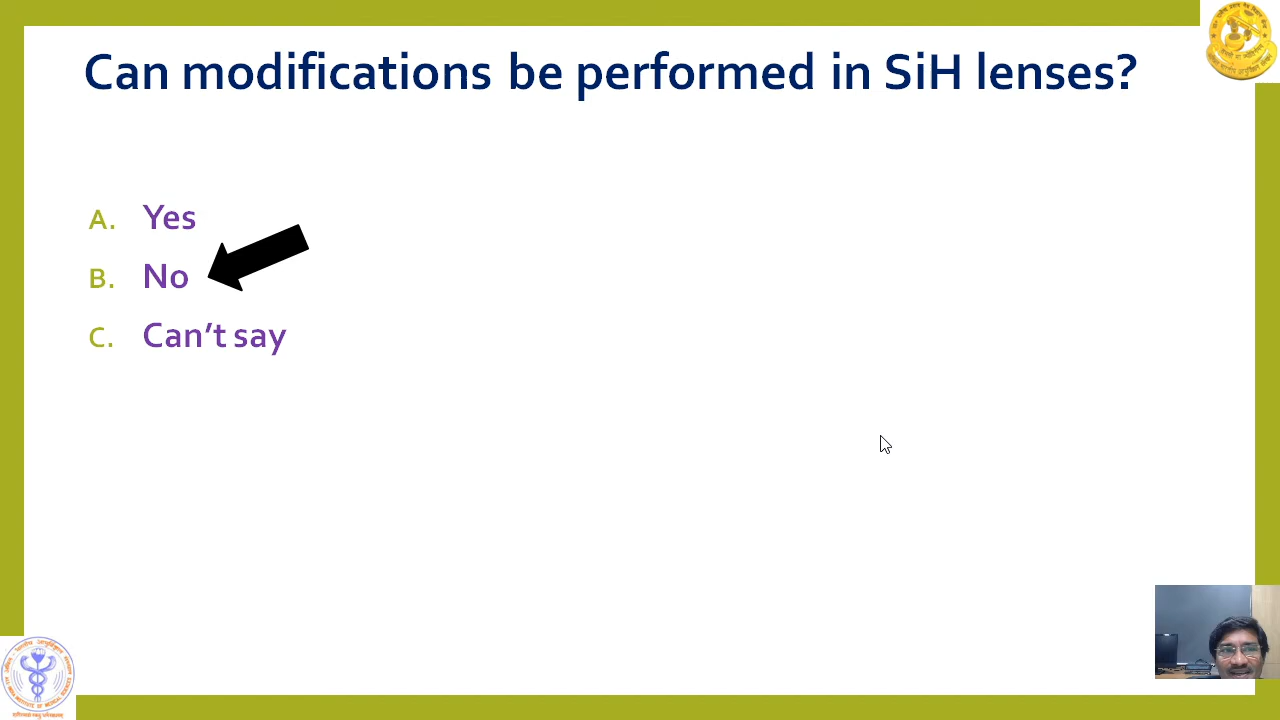 Can modifications be performed in SiH lenses?
A. Yes
B. No
C. Can't say